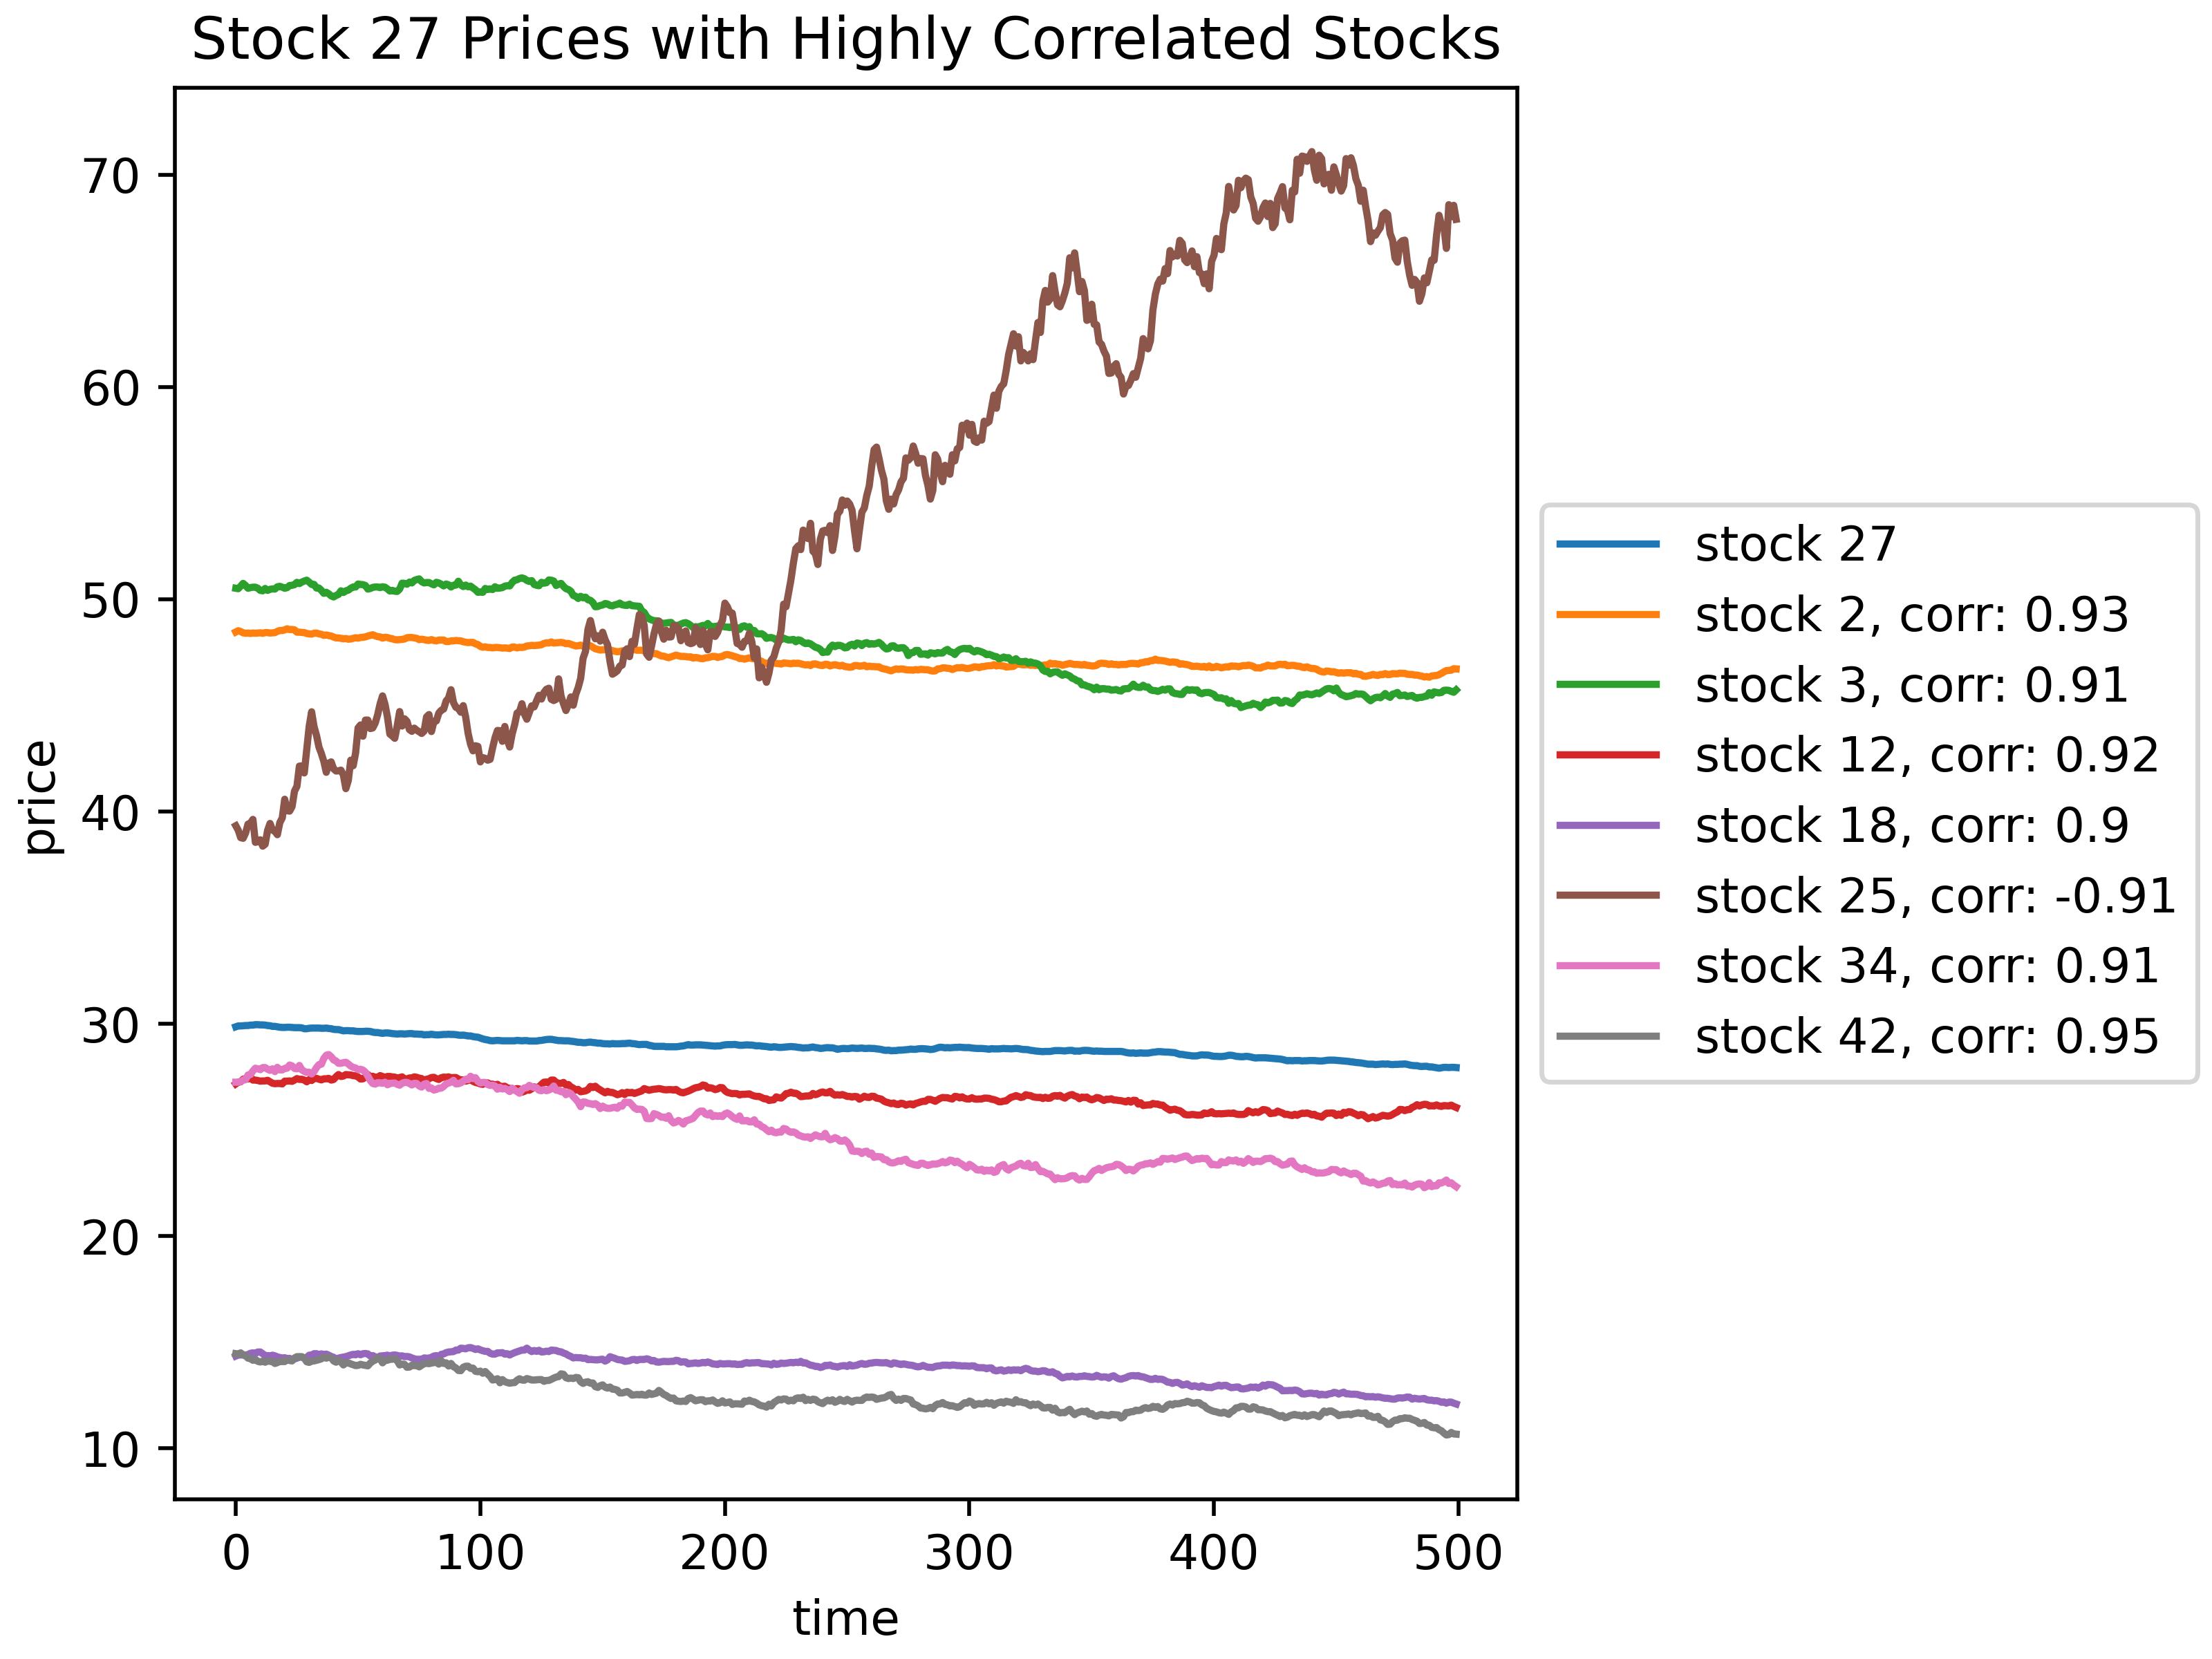 Stock 27 Prices with Highly Correlated Stocks
70
60
50
40
30
20
10
price
0 100 200 300 400 500
time
stock 27
stock 2, corr: 0.93
stock 3, corr: 0.91
stock 12, corr: 0.92
stock 18, corr: 0.9
stock 25, corr: -0.91
stock 34, corr: 0.91
stock 42, corr: 0.95